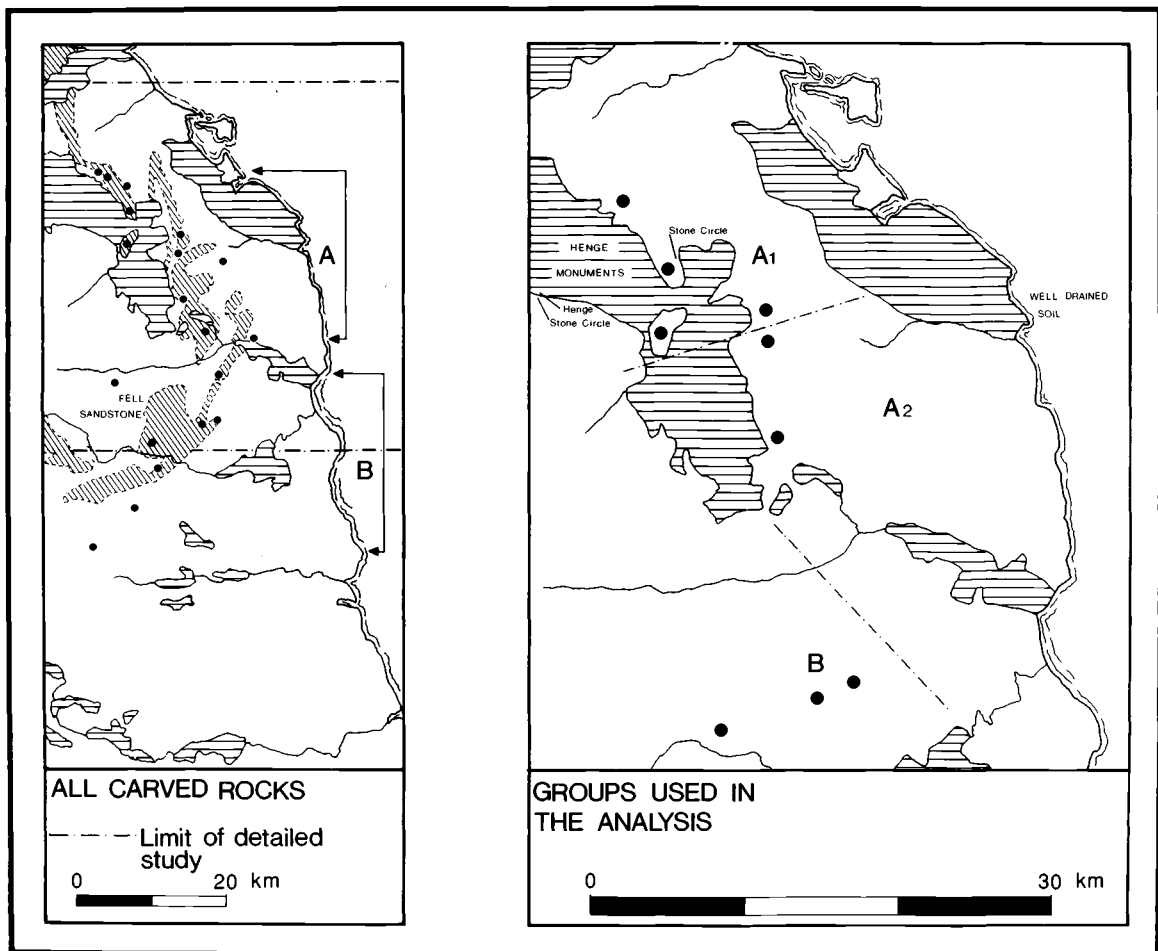 A
FELL
SANDSTONE
B
ALL CARVED ROCKS
Limit of detailed
study
0 20 km
Stone Circle
HENGE
MONUMENTS
A1
Henge
Stone Circle
WELL DRAINED
SOIL
A2
B
GROUPS USED IN
THE ANALYSIS
0 30 km